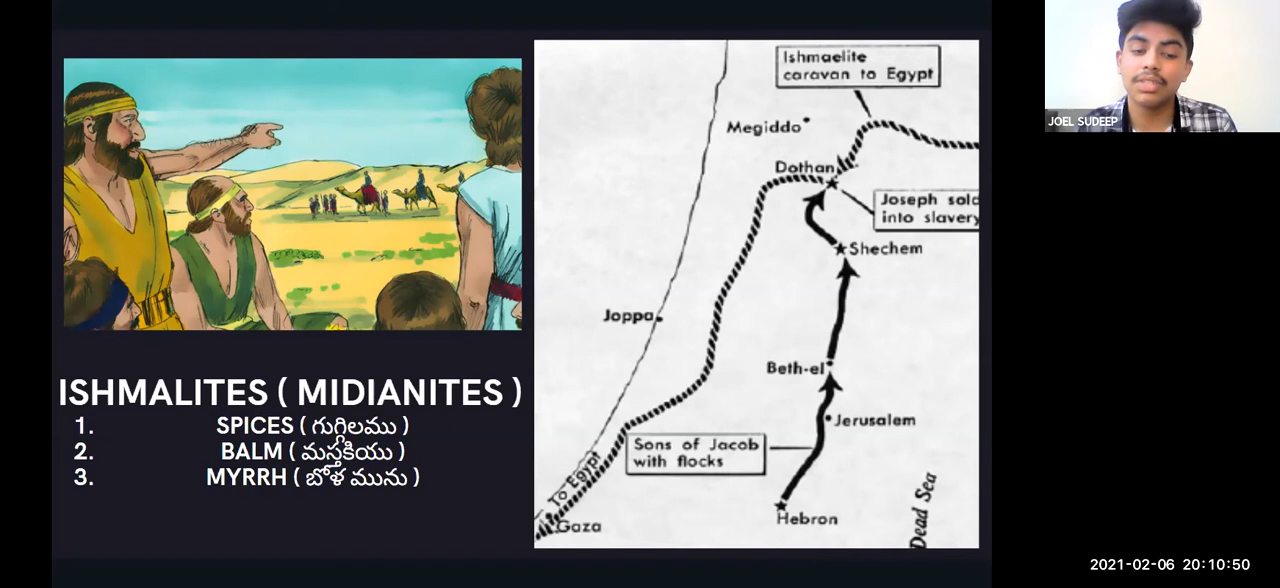 ISHMALITES ( MIDIANITES )
1. SPICES ( గుగ్గిలము )
2. BALM ( మస్తకియు )
3. MYRRH ( బోళ మును )
Ishmaelite
caravan to Egypt
Megiddo
Dothan
Joseph sold
into slavery
Shechem
Joppa
Beth-el
Jerusalem
Sons of Jacob
with flocks
To Egypt
Gaza
Hebron
Dead Sea
JOEL SUDEEP
2021-02-06 20:10:50